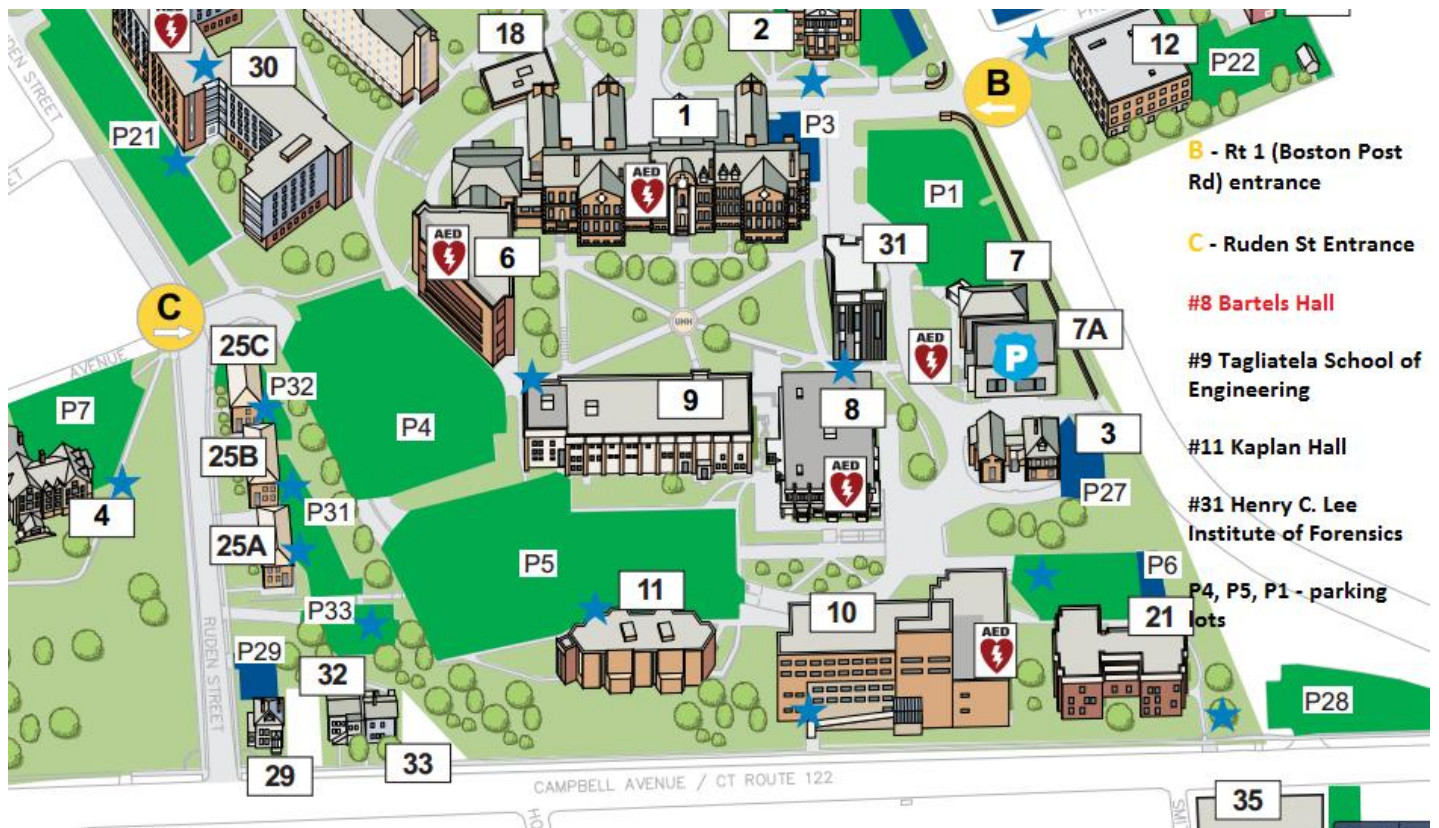 18
2
12
P22
30
B
1
P3
AED
B - Rt 1 (Boston Post
Rd) entrance
P21
P1
AED
AED
6
31
7
C - Ruden St Entrance
C
UNH
7A
#8 Bartels Hall
AED
P
25C
AVENUE
P32
#9 Tagliatela School of
Engineering
P7
P4
9
8
3
25B
#11 Kaplan Hall
AED
P27
4
P31
#31 Henry C. Lee
Institute of Forensics
25A
P5
P6
11
10
P4, P5, P1 - parking
lots
P33
21
AED
RUDEN STREET
P29
32
P28
33
29
CAMPBELL AVENUE / CT ROUTE 122
35